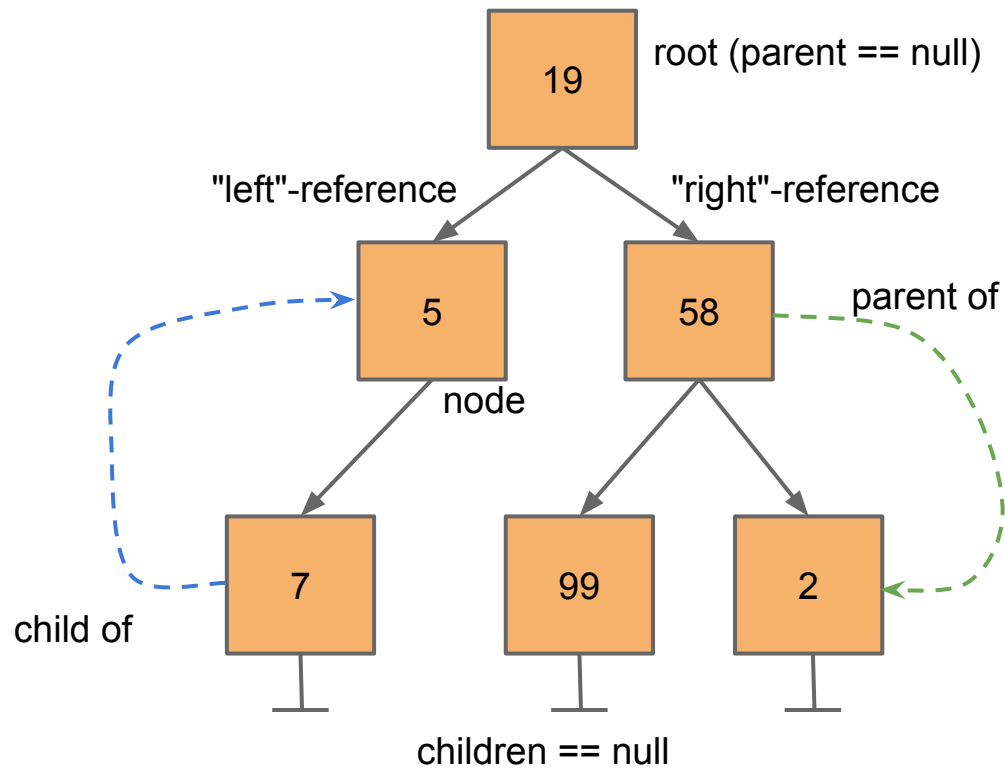 19
root (parent == null)
"left"-reference
"right"-reference
5
58
parent of
node
7
99
2
child of
children == null